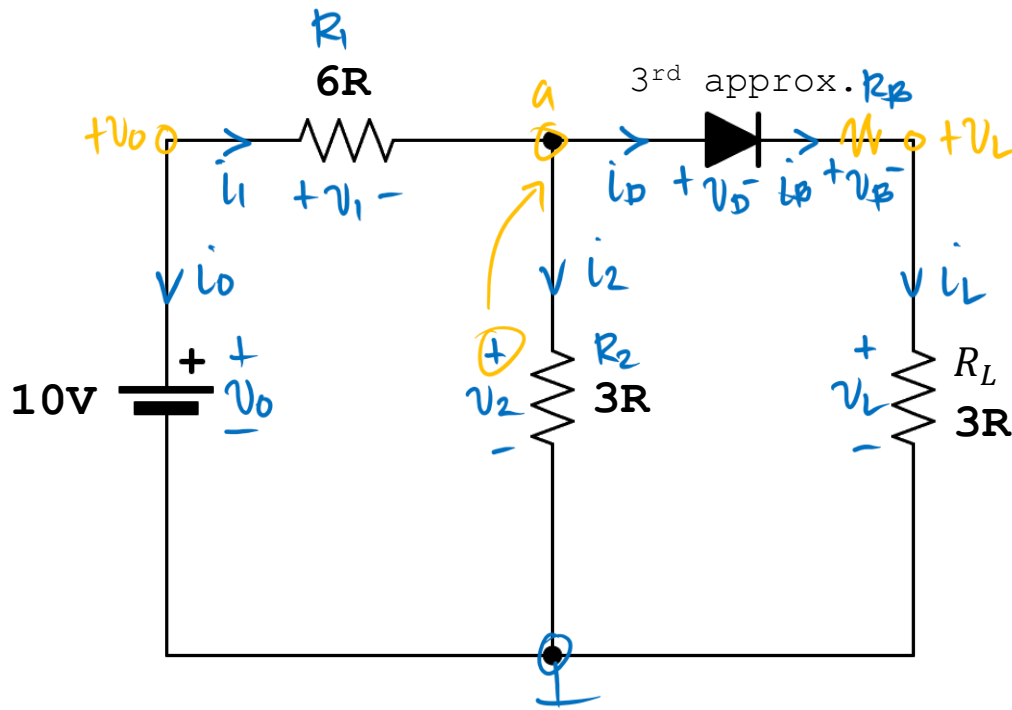 R1
6R
a
3rd approx.
RB
+v0
+vL
i1
+ v1 -
iD
+ vD -
iB
+ vB -
i0
i2
iL
+ +
v0
-
10V
+
v2
-
R2
3R
+
vL
-
RL
3R